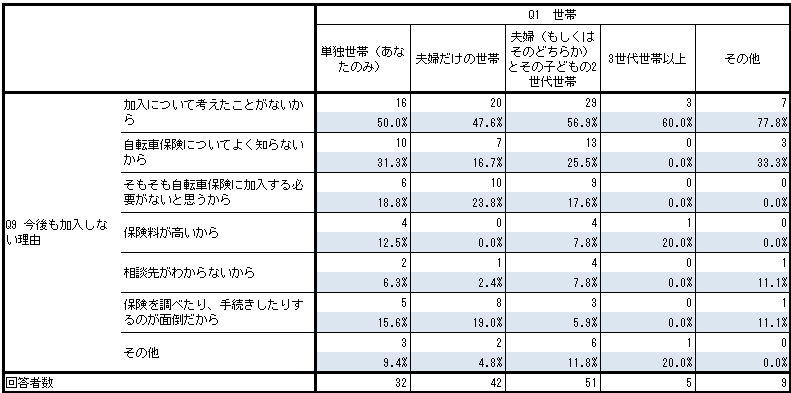 Q1 世帯
単独世帯（あな
たのみ）
夫婦だけの世帯
夫婦（もしくは
そのどちらか）
とその子どもの2
世代世帯
3世代世帯以上
その他
Q9 今後も加入しな
い理由
加入について考えたことがないか
ら
16 20 29 3 7
50.0% 47.6% 56.9% 60.0% 77.8%
自転車保険についてよく知らない
から
10 7 13 0 3
31.3% 16.7% 25.5% 0.0% 33.3%
そもそも自転車保険に加入する必
要がないと思うから
6 10 9 0 0
18.8% 23.8% 17.6% 0.0% 0.0%
保険料が高いから
4 0 4 1 0
12.5% 0.0% 7.8% 20.0% 0.0%
相談先がわからないから
2 1 4 0 1
6.3% 2.4% 7.8% 0.0% 11.1%
保険を調べたり、手続きしたりす
るのが面倒だから
5 8 3 0 1
15.6% 19.0% 5.9% 0.0% 11.1%
その他
3 2 6 1 0
9.4% 4.8% 11.8% 20.0% 0.0%
回答者数 32 42 51 5 9